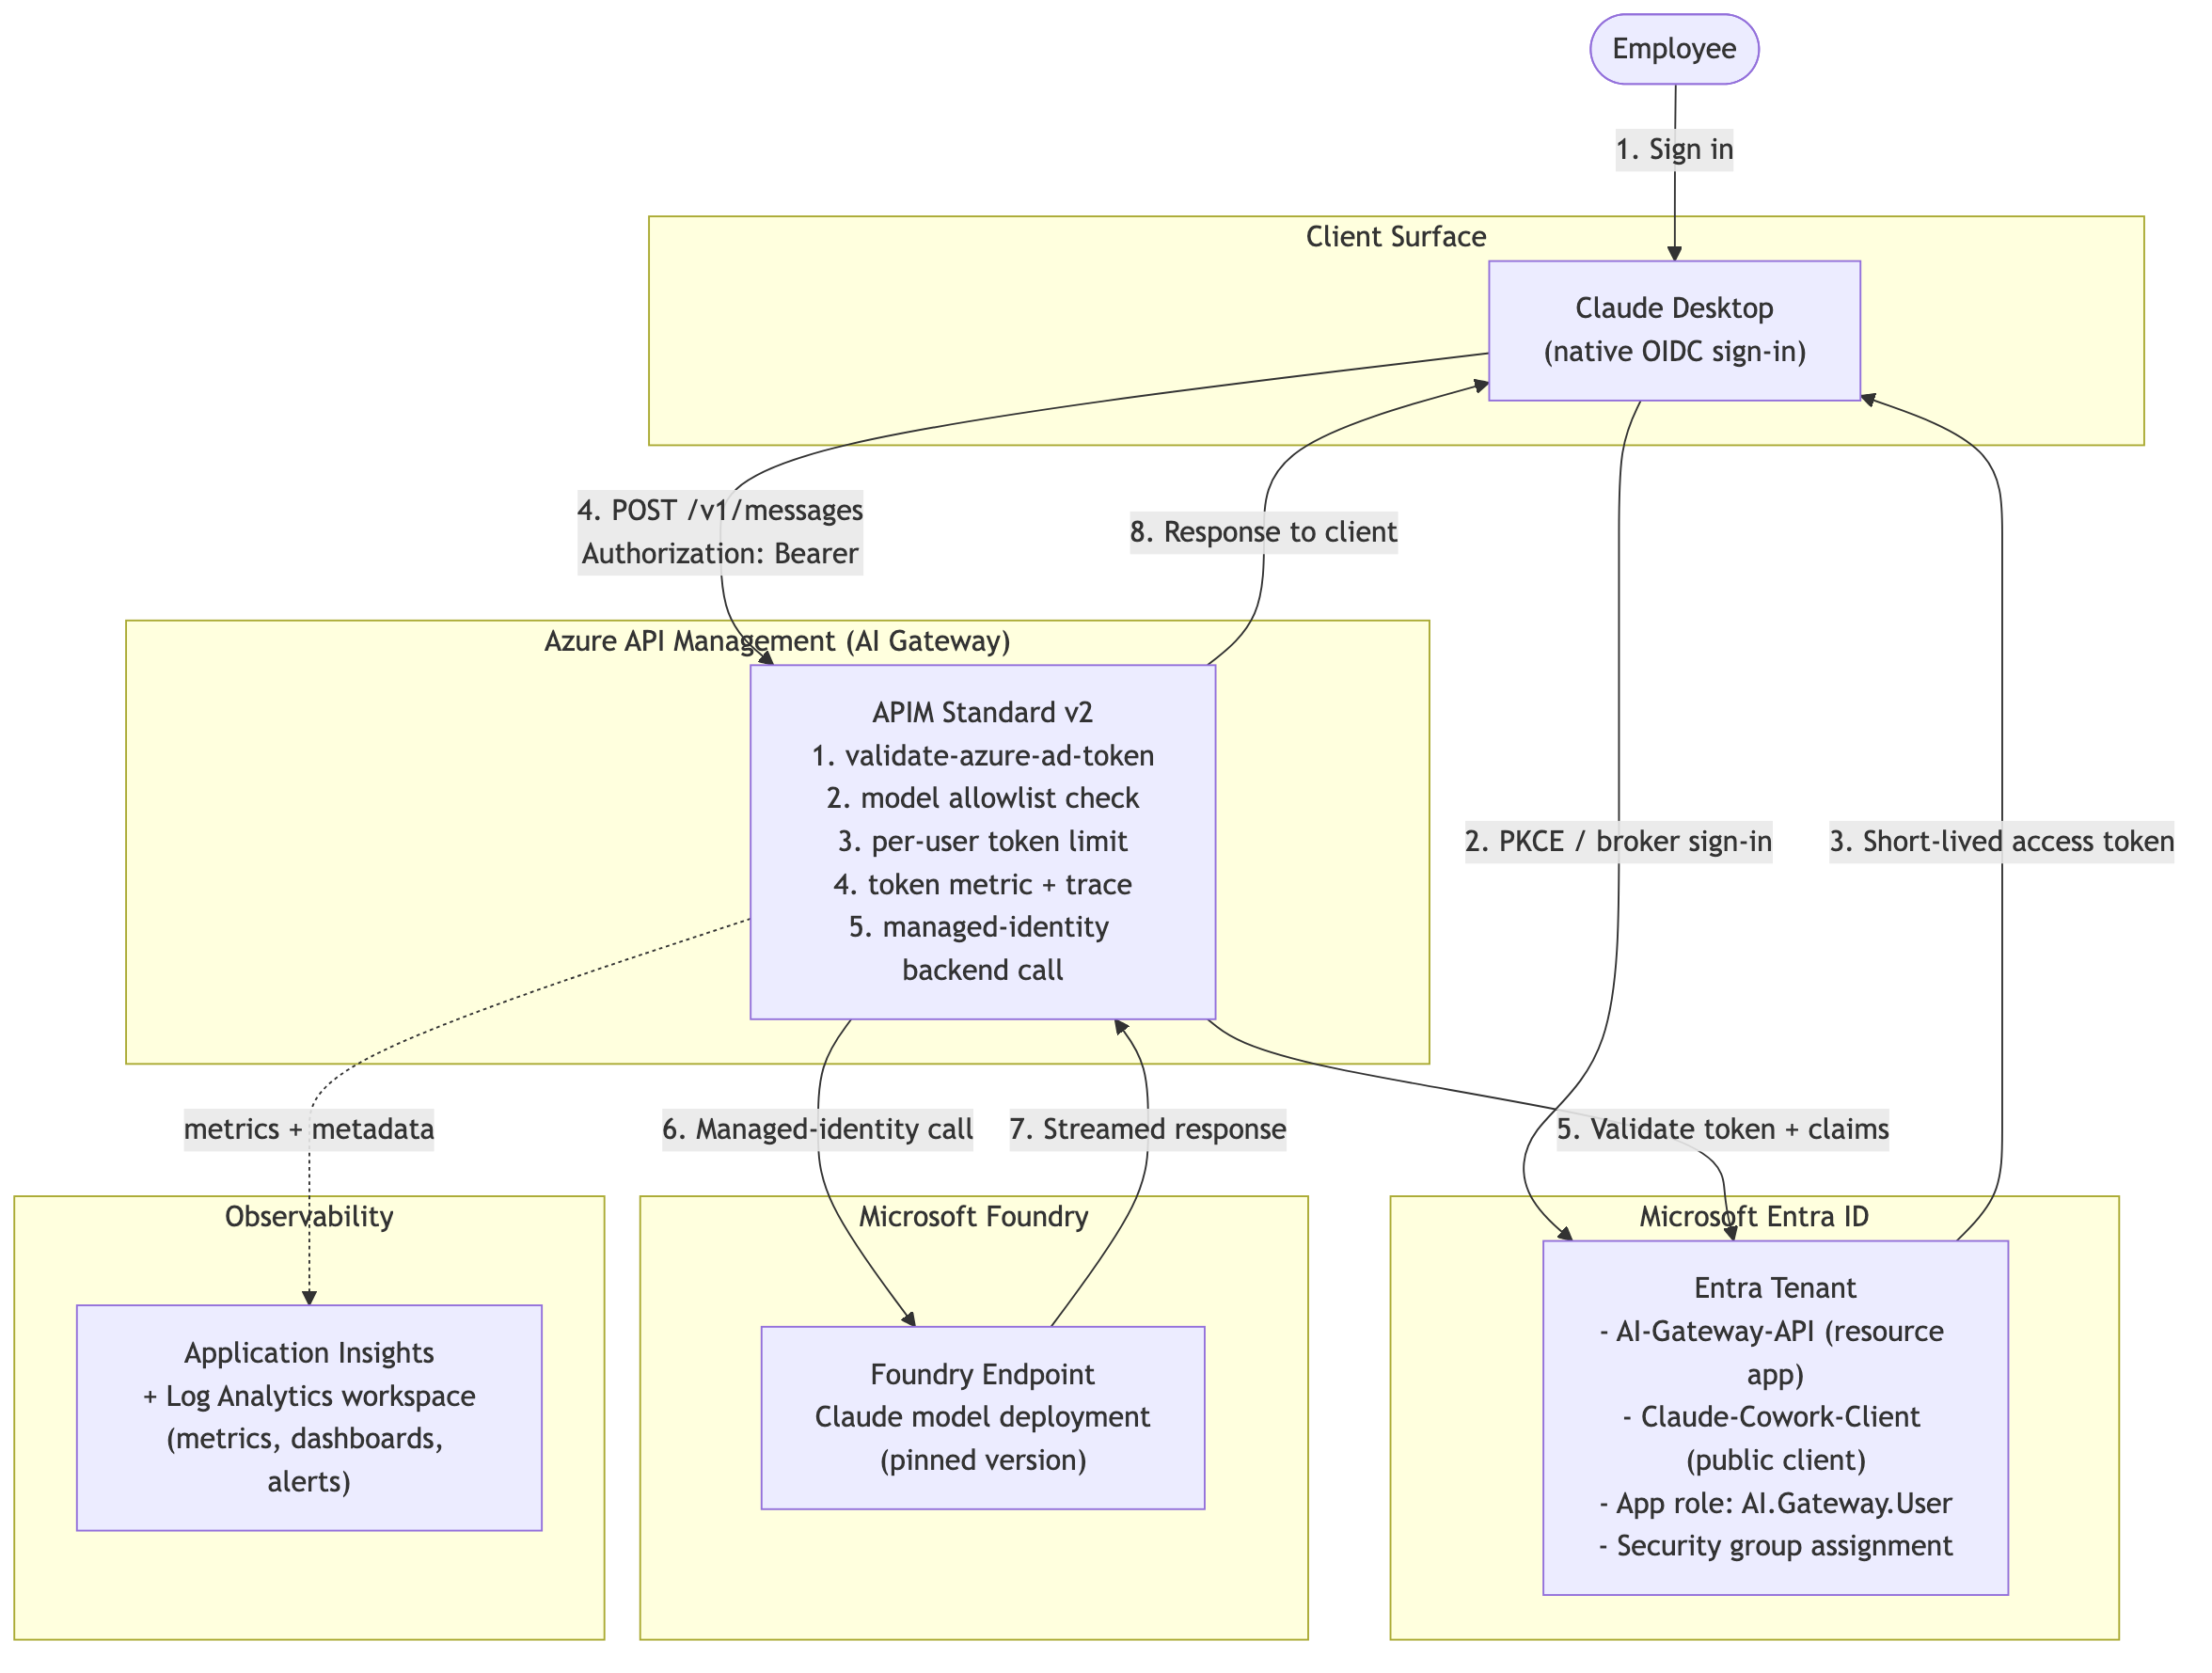 Employee
1. Sign in
Client Surface
Claude Desktop
(native OIDC sign-in)
4. POST /v1/messages
Authorization: Bearer
8. Response to client
Azure API Management (AI Gateway)
APIM Standard v2
1. validate-azure-ad-token
2. model allowlist check
3. per-user token limit
4. token metric + trace
5. managed-identity
backend call
2. PKCE / broker sign-in
3. Short-lived access token
metrics + metadata
6. Managed-identity call
7. Streamed response
5. Validate token + claims
Observability
Application Insights
+ Log Analytics workspace
(metrics, dashboards,
alerts)
Microsoft Foundry
Foundry Endpoint
Claude model deployment
(pinned version)
Microsoft Entra ID
Entra Tenant
- AI-Gateway-API (resource
app)
- Claude-Cowork-Client
(public client)
- App role: AI.Gateway.User
- Security group assignment